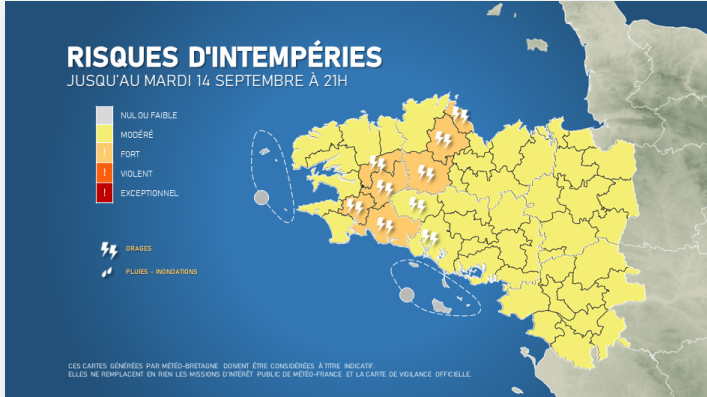 RISQUES D'INTEMPÉRIES
JUSQU'AU MARDI 14 SEPTEMBRE À 21H
NUL OU FAIBLE
MODÉRÉ
! FORT
! VIOLENT
! EXCEPTIONNEL
ORAGES
PLUIES - INONDATIONS
CES CARTES GÉNÉRÉES PAR MÉTÉO-BRETAGNE DOIVENT ÊTRE CONSIDÉRÉES À TITRE INDICATIF.
ELLES NE REMPLACENT EN RIEN LES MISSIONS D'INTÉRÊT PUBLIC DE MÉTÉO-FRANCE ET LA CARTE DE VIGILANCE OFFICIELLE.